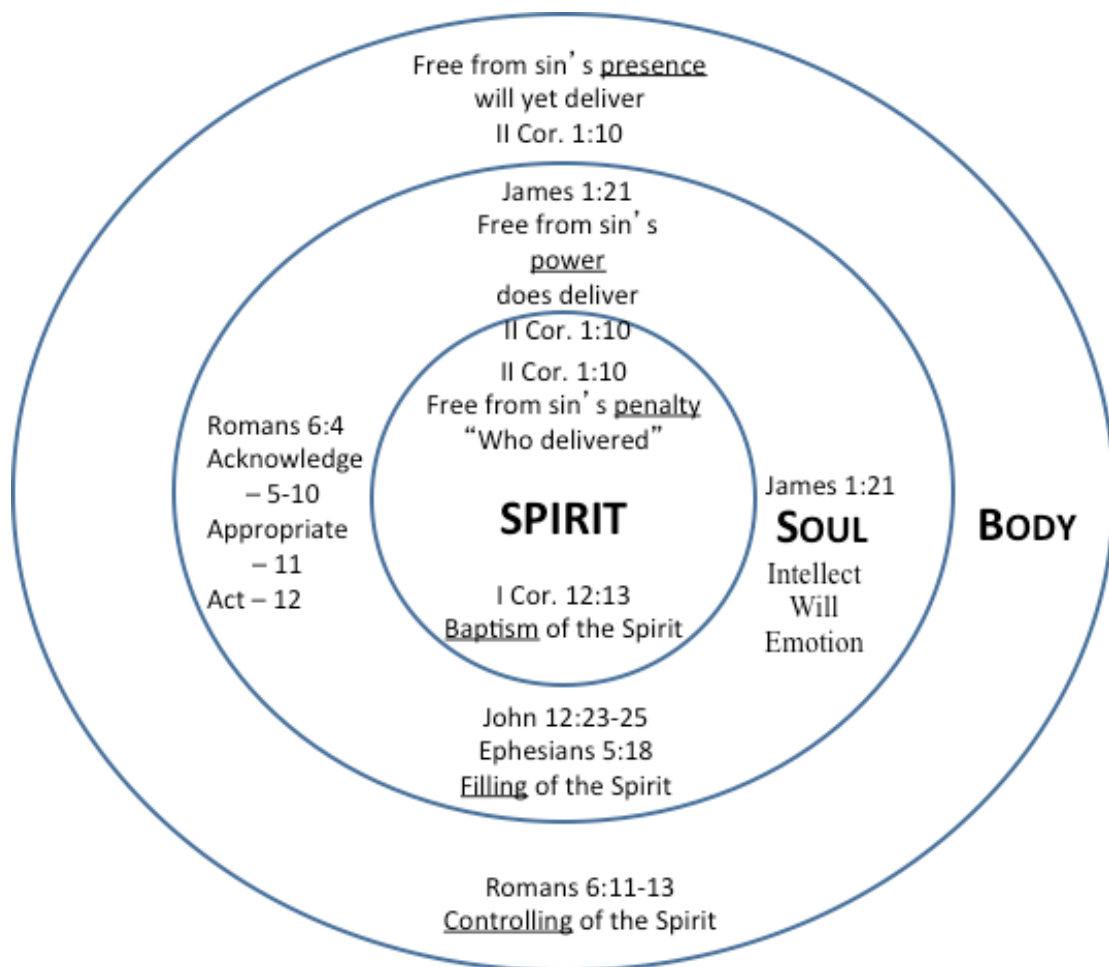 Free from sin's presence
will yet deliver
II Cor. 1:10
James 1:21
Free from sin's
power
does deliver
II Cor. 1:10
II Cor. 1:10
Free from sin's penalty
“Who delivered”
Romans 6:4
Acknowledge
– 5-10
Appropriate
– 11
Act – 12
SPIRIT
James 1:21
SOUL
Intellect
Will
Emotion
BODY
I Cor. 12:13
Baptism of the Spirit
John 12:23-25
Ephesians 5:18
Filling of the Spirit
Romans 6:11-13
Controlling of the Spirit